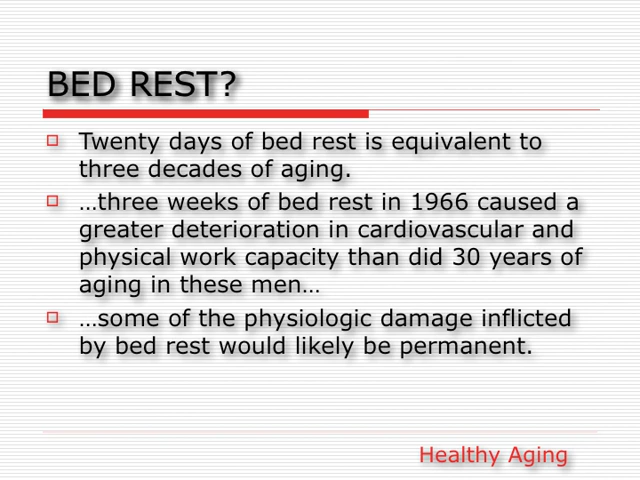 BED REST?
Twenty days of bed rest is equivalent to
three decades of aging.
…three weeks of bed rest in 1966 caused a
greater deterioration in cardiovascular and
physical work capacity than did 30 years of
aging in these men…
…some of the physiologic damage inflicted
by bed rest would likely be permanent.
Healthy Aging